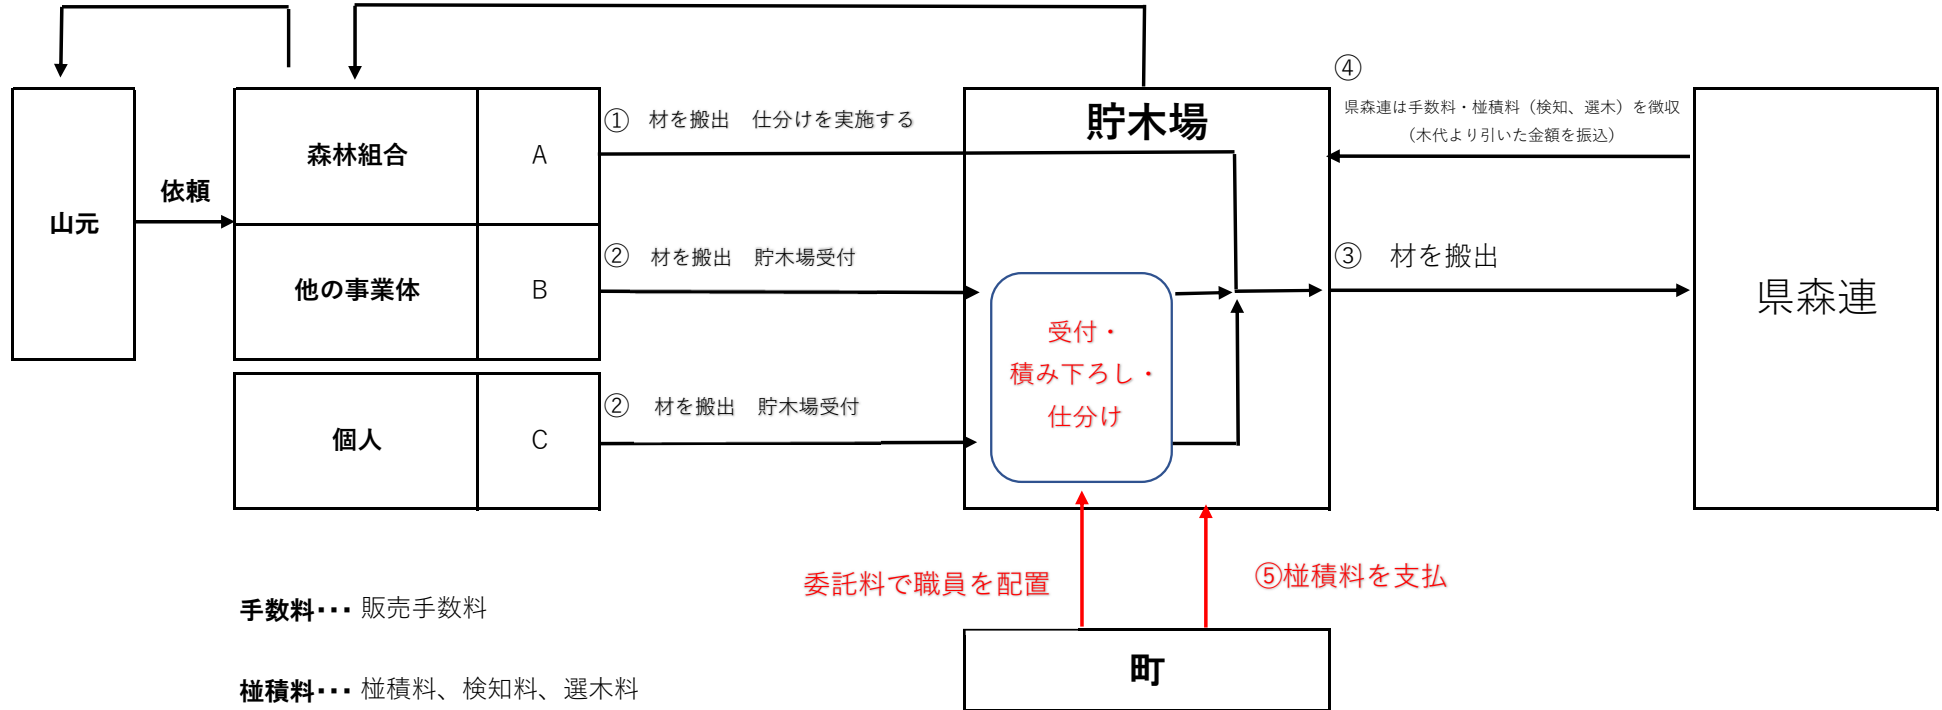 ④
貯木場
県森連は手数料・椪積料（検知、選木）を徴収
（木代より引いた金額を振込）
① 材を搬出　仕分けを実施する
森林組合
A
依頼
山元
② 材を搬出　貯木場受付
③ 材を搬出
他の事業体
B
県森連
受付・
積み下ろし・
仕分け
② 材を搬出　貯木場受付
個人
C
委託料で職員を配置
⑤椪積料を支払
手数料・・・ 販売手数料
町
椪積料・・・ 椪積料、検知料、選木料